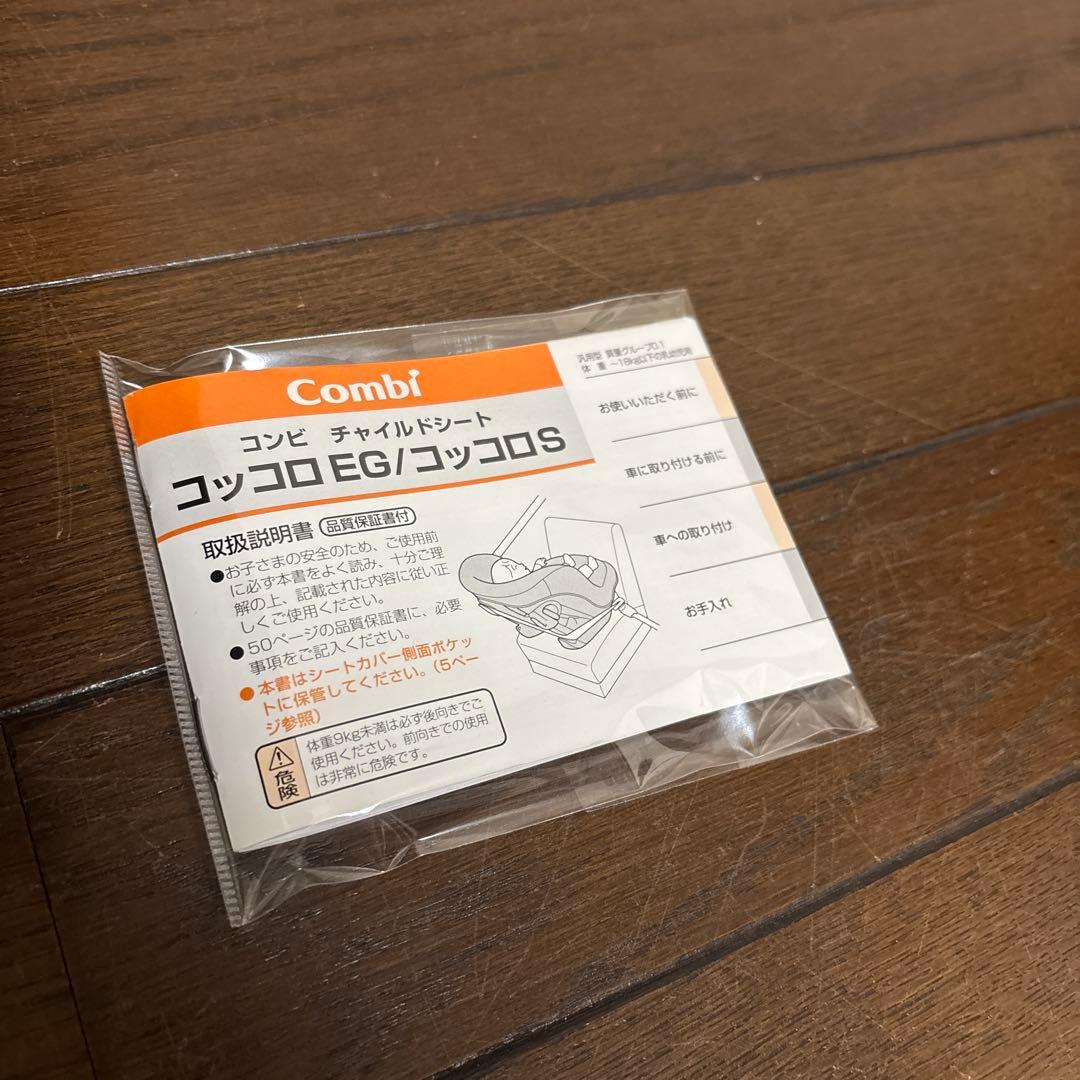 Combi
コンビ チャイルドシート
コッコロ EG/コッコロ S
取扱説明書 品質保証書付
●お子さまの安全のため、ご使用前
に必ず本書をよく読み、十分ご理
解の上、記載された内容に従い正
しくご使用ください。
●50ページの品質保証書に、必要
事項をご記入ください。
●本書はシートカバー側面ポケッ
トに保管してください。(5ペー
ジ参照)
危険
体重9kg未満は必ず後向きでご
使用ください。前向きでの使用
は非常に危険です。
汎用型 質量グループ0,1
体 重 ～18kg以下の乳幼児用
お使いいただく前に
車に取り付ける前に
車への取り付け
お手入れ